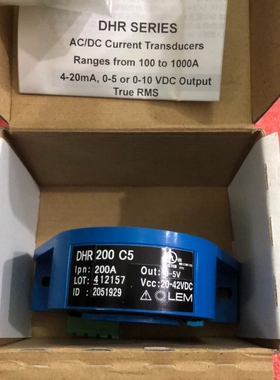 DHR SERIES
AC/DC Current Transducers
Ranges from 100 to 1000A
4-20mA, 0-5 or 0-10 VDC Output
True RMS
DHR 200 C5
Ipn: 200A Out: -5V
LOT: 412157 Vcc: 20-42VDC
ID : 2051929 LEM